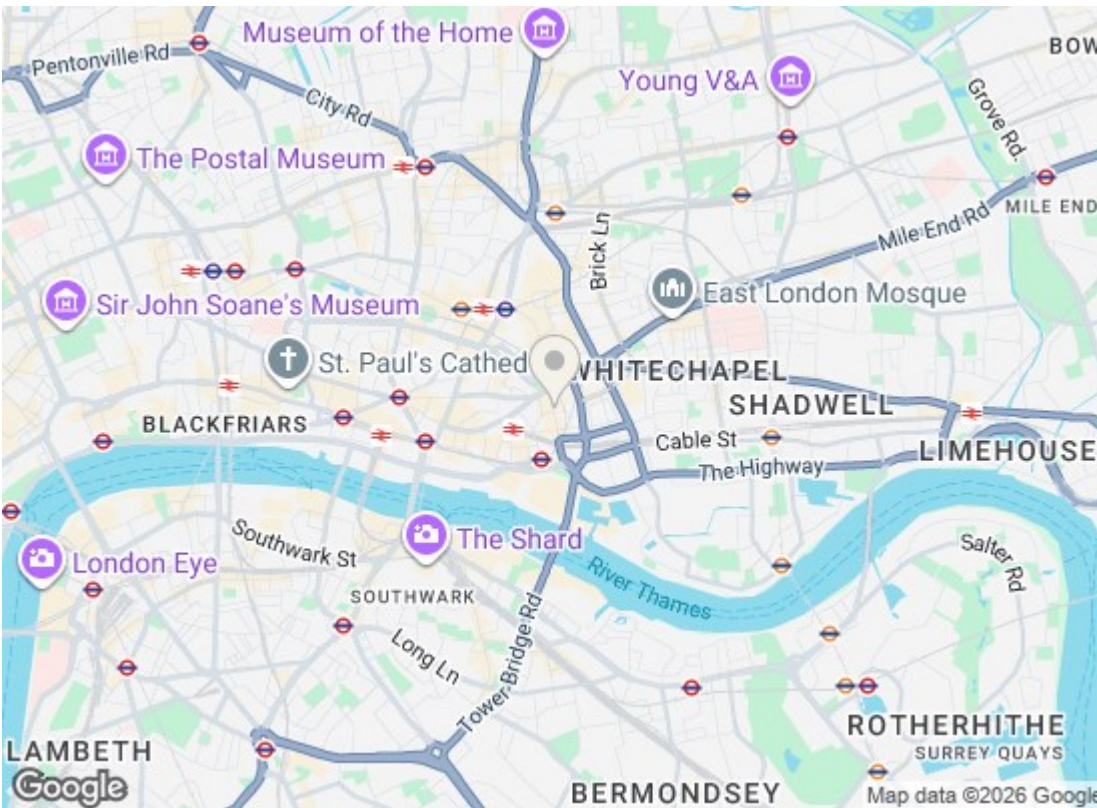 Museum of the Home
BOW
Pentonville Rd
Young V&A
City Rd
Grove Rd.
The Postal Museum
MILE END
Brick Ln
Mile End Rd
East London Mosque
Sir John Soane's Museum
St. Paul's Cathed
WHITECHAPEL
SHADWELL
BLACKFRIARS
Cable St
LIMEHOUSE
The Highway
Southwark St
The Shard
Salter Rd
London Eye
River Thames
SOUTHWARK
Long Ln
Tower Bridge Rd
ROTHERHITHE
LAMBETH
SURREY QUAYS
Google
BERMONDSEY
Map data ©2026 Google